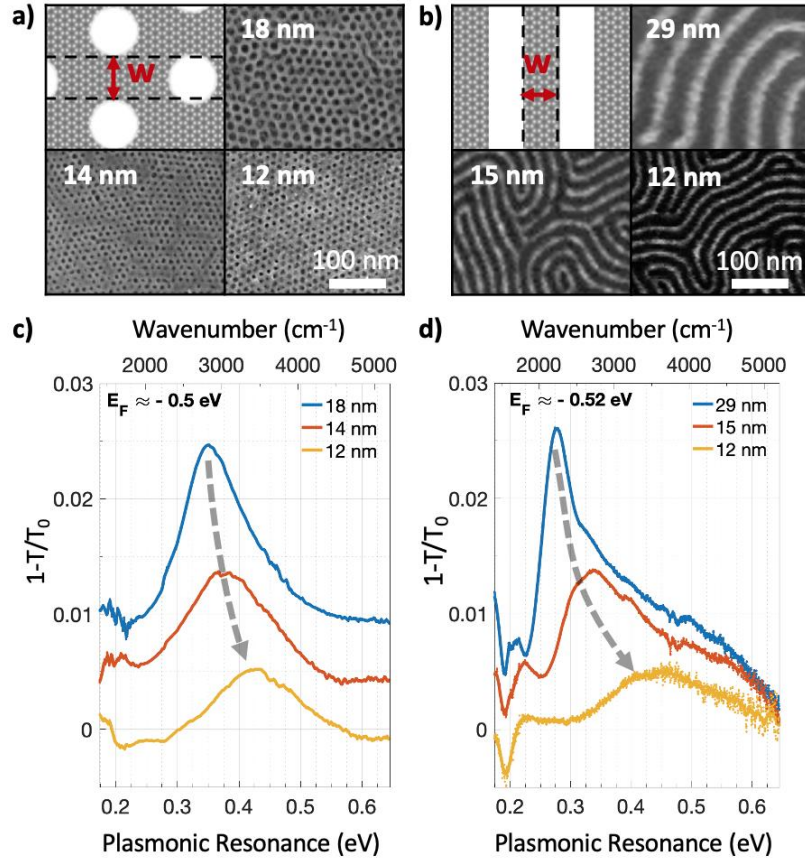 a)
18 nm
W
14 nm
12 nm
100 nm
b)
29 nm
W
15 nm
12 nm
100 nm
c)
Wavenumber (cm⁻¹)
2000 3000 4000 5000
E_F ≈ - 0.5 eV
18 nm
14 nm
12 nm
0.03
0.02
0.01
0
1-T/T₀
0.2 0.3 0.4 0.5 0.6
Plasmonic Resonance (eV)
d)
Wavenumber (cm⁻¹)
2000 3000 4000 5000
E_F ≈ - 0.52 eV
29 nm
15 nm
12 nm
0.03
0.02
0.01
0
1-T/T₀
0.2 0.3 0.4 0.5 0.6
Plasmonic Resonance (eV)